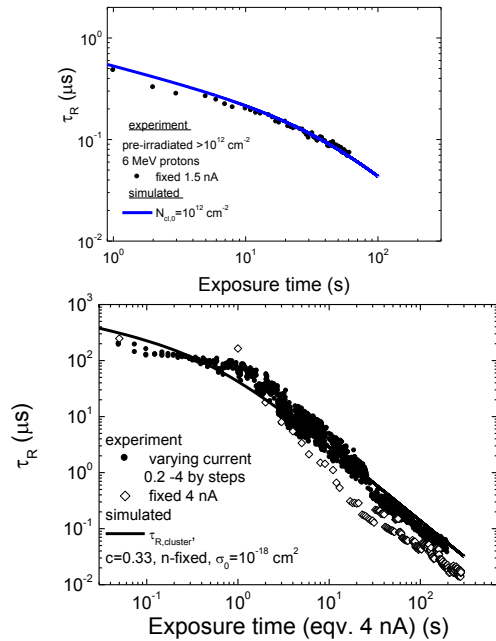 10⁰
10⁻¹
10⁻²
τR (μs)
experiment
pre-irradiated >10¹² cm⁻²
6 MeV protons
fixed 1.5 nA
simulated
Ncl,0=10¹² cm⁻²
10⁰ 10¹ 10² 10³
Exposure time (s)
10³
10²
10¹
10⁰
10⁻¹
10⁻²
τR (μs)
experiment
varying current
0.2 -4 by steps
fixed 4 nA
simulated
τR,cluster,
c=0.33, n-fixed, σ₀=10⁻¹⁸ cm²
10⁻¹ 10⁰ 10¹ 10²
Exposure time (eqv. 4 nA) (s)